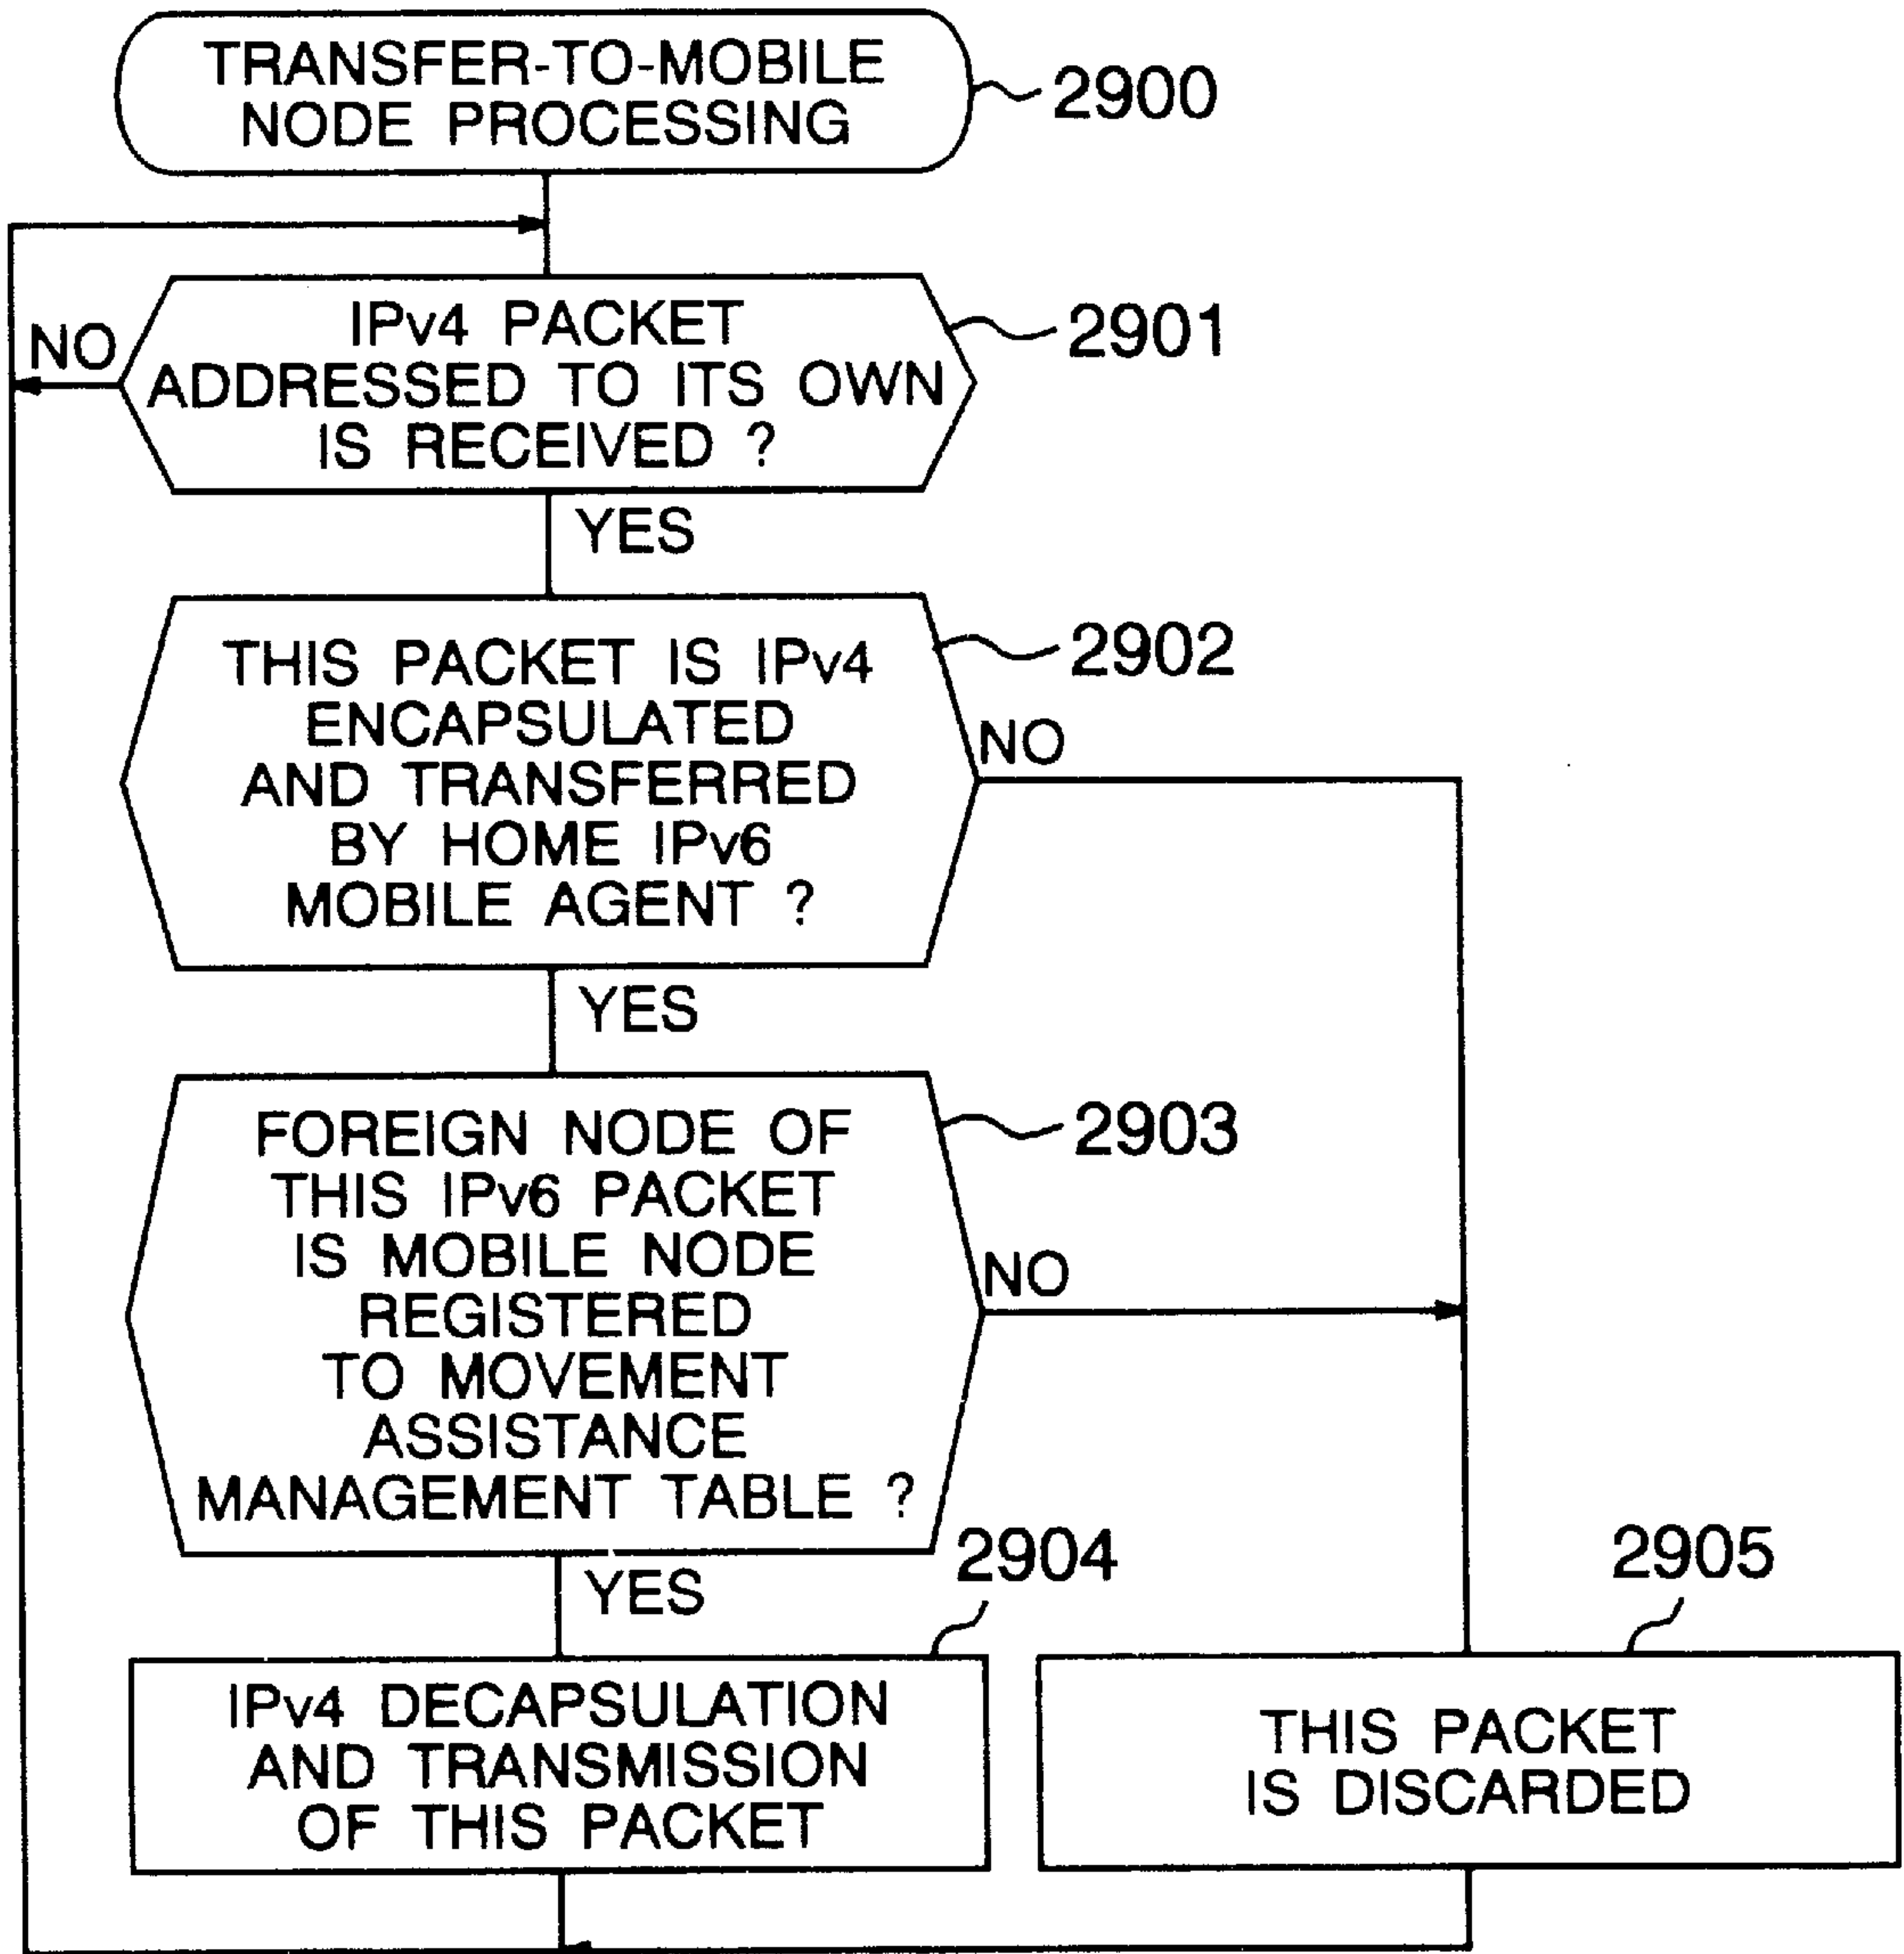 TRANSFER-TO-MOBILE
NODE PROCESSING
2900
IPv4 PACKET
ADDRESSED TO ITS OWN
IS RECEIVED ?
2901
NO
YES
THIS PACKET IS IPv4
ENCAPSULATED
AND TRANSFERRED
BY HOME IPv6
MOBILE AGENT ?
2902
NO
YES
FOREIGN NODE OF
THIS IPv6 PACKET
IS MOBILE NODE
REGISTERED
TO MOVEMENT
ASSISTANCE
MANAGEMENT TABLE ?
2903
NO
YES
2904
IPv4 DECAPSULATION
AND TRANSMISSION
OF THIS PACKET
2905
THIS PACKET
IS DISCARDED